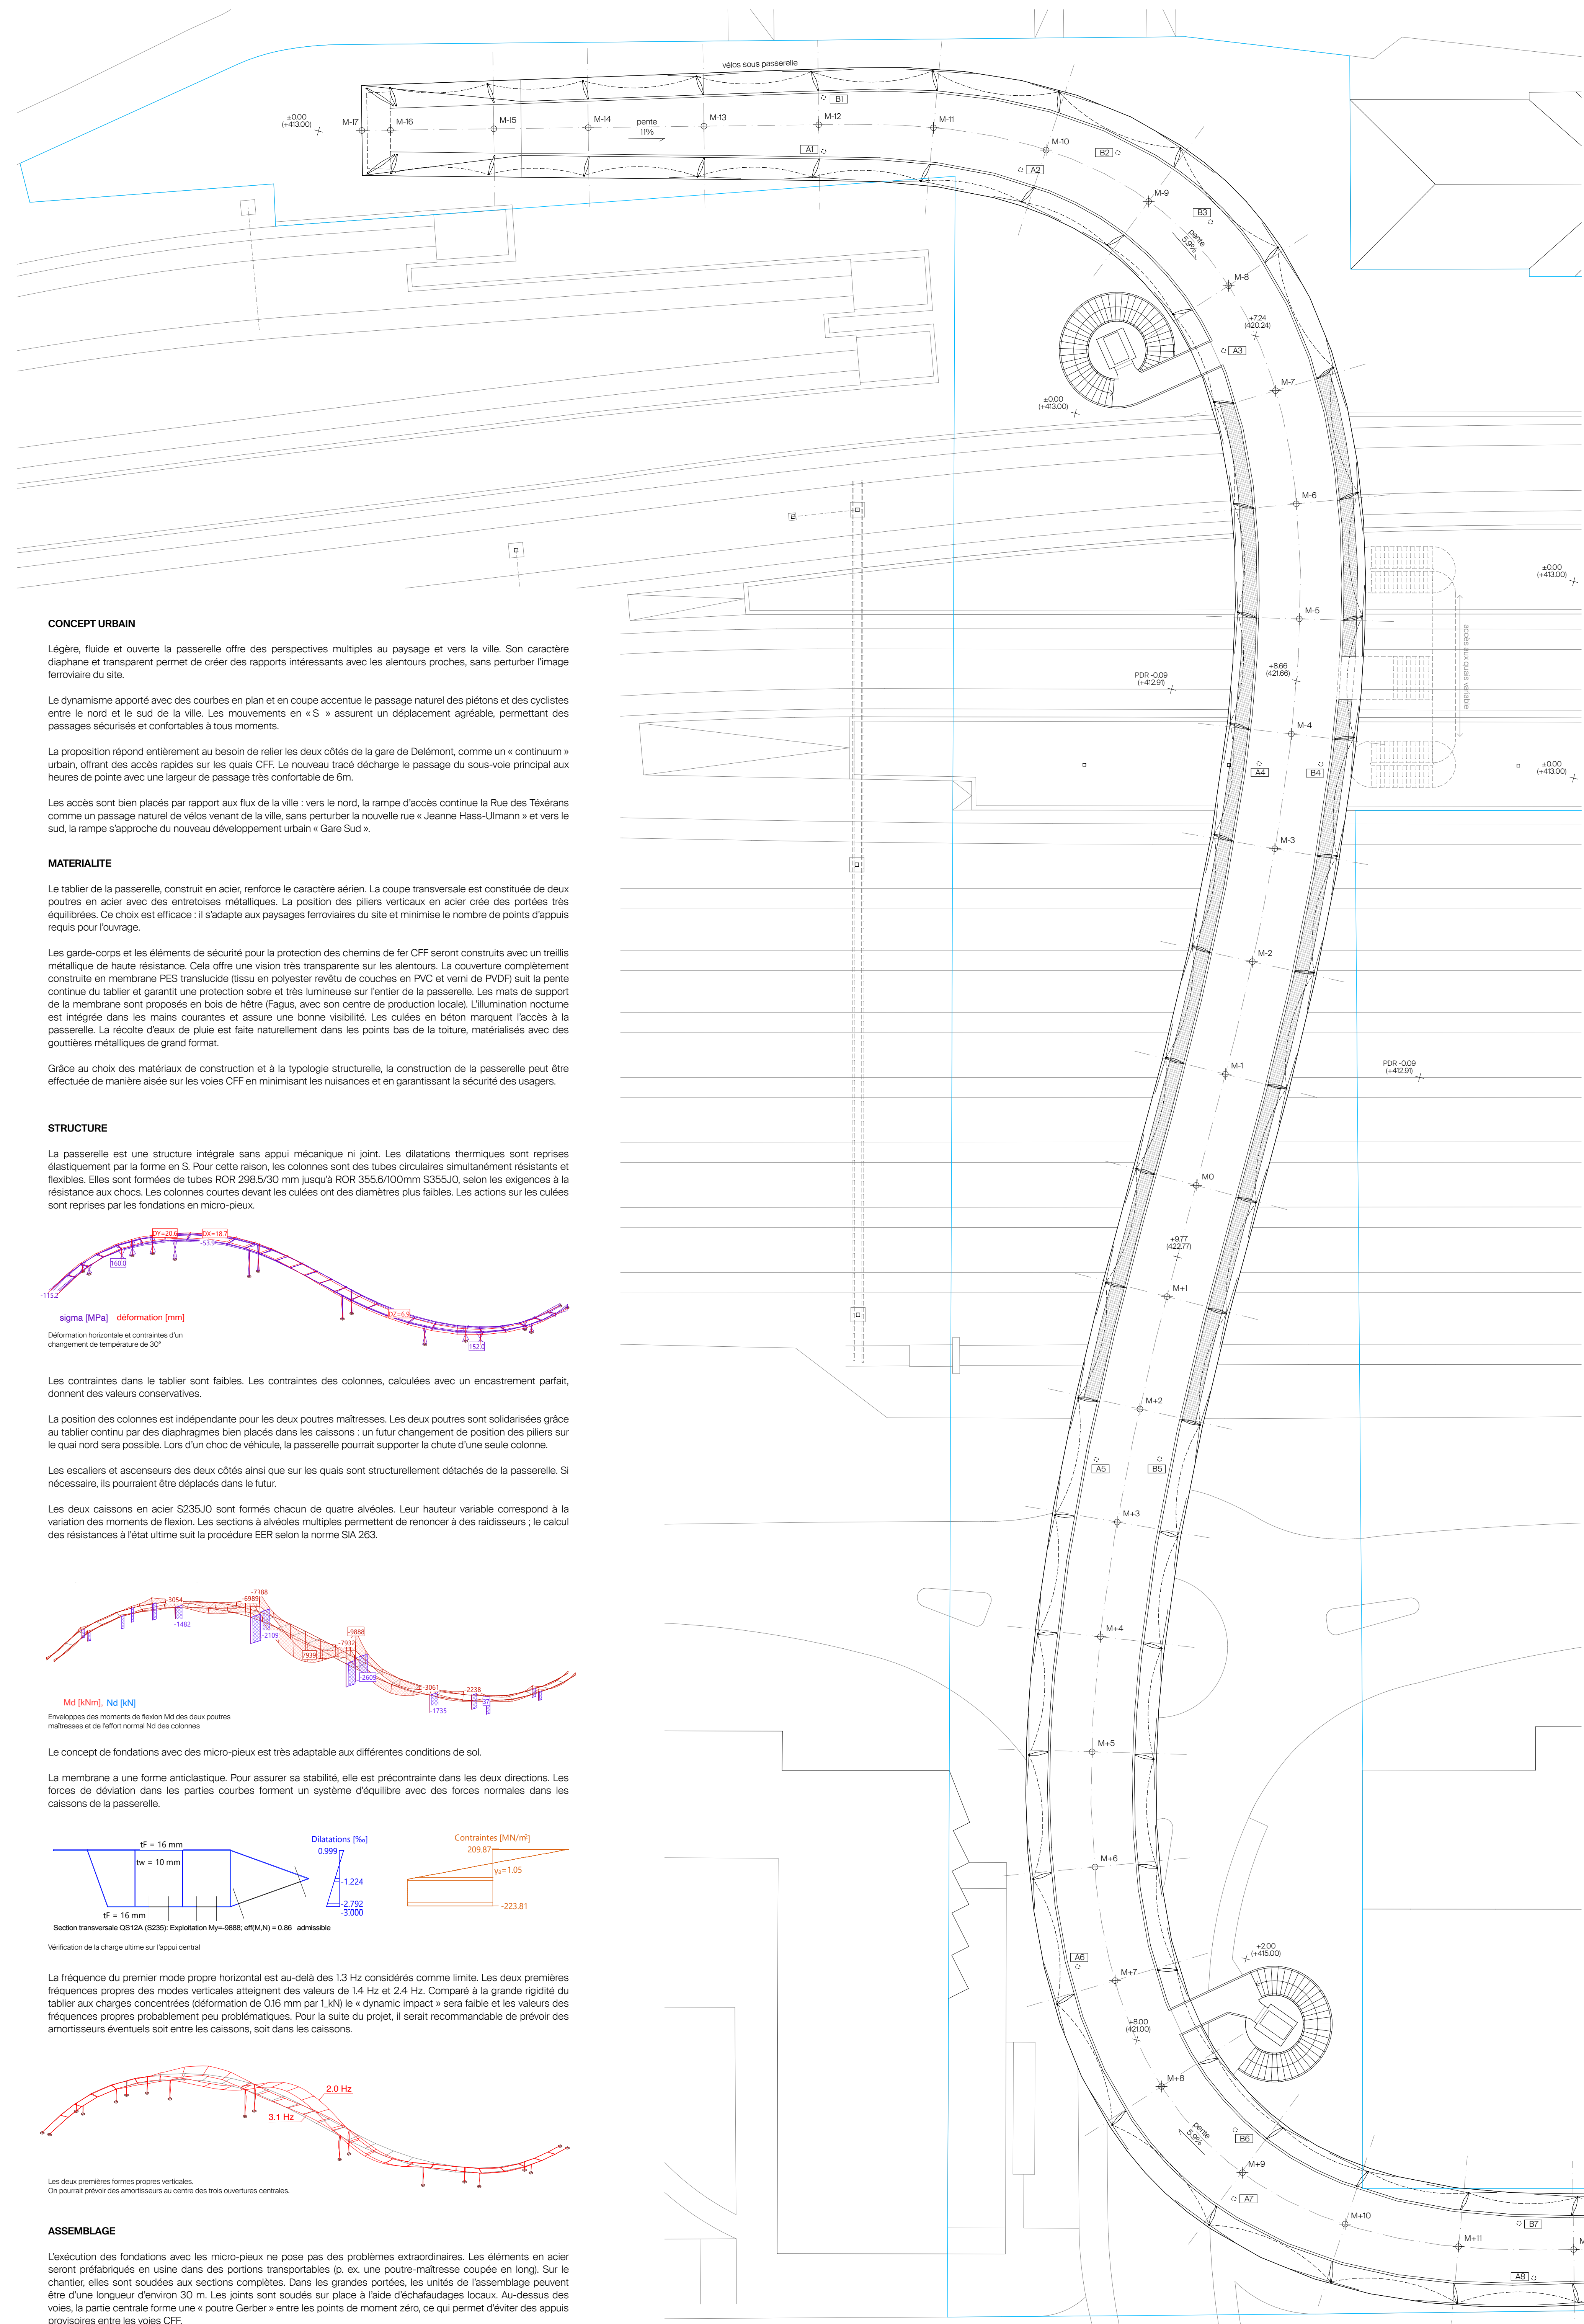 vélos sous passerelle
B1
±0.00
(+413.00)
M-17
M-16
M-15
M-14
pente
11%
M-13
M-12
M-11
A1
M-10
B2
A2
M-9
B3
pente
5.9%
M-8
+7.24
(420.24)
A3
M-7
±0.00
(+413.00)
M-6
±0.00
(+413.00)
M-5
accès aux quais variable
+8.66
(421.66)
PDR -0.09
(+412.91)
M-4
A4
B4
±0.00
(+413.00)
M-3
M-2
M-1
PDR -0.09
(+412.91)
M0
+9.77
(422.77)
M+1
M+2
A5
B5
M+3
M+4
M+5
M+6
A6
+2.00
(+415.00)
M+7
+8.00
(421.00)
M+8
pente
5.9%
B6
M+9
A7
M+10
B7
M+11
A8
CONCEPT URBAIN
Légère, fluide et ouverte la passerelle offre des perspectives multiples au paysage et vers la ville. Son caractère
diaphane et transparent permet de créer des rapports intéressants avec les alentours proches, sans perturber l'image
ferroviaire du site.
Le dynamisme apporté avec des courbes en plan et en coupe accentue le passage naturel des piétons et des cyclistes
entre le nord et le sud de la ville. Les mouvements en « S » assurent un déplacement agréable, permettant des
passages sécurisés et confortables à tous moments.
La proposition répond entièrement au besoin de relier les deux côtés de la gare de Delémont, comme un « continuum »
urbain, offrant des accès rapides sur les quais CFF. Le nouveau tracé décharge le passage du sous-voie principal aux
heures de pointe avec une largeur de passage très confortable de 6m.
Les accès sont bien placés par rapport aux flux de la ville : vers le nord, la rampe d'accès continue la Rue des Téxérans
comme un passage naturel de vélos venant de la ville, sans perturber la nouvelle rue « Jeanne Hass-Ulmann » et vers le
sud, la rampe s'approche du nouveau développement urbain « Gare Sud ».
MATERIALITE
Le tablier de la passerelle, construit en acier, renforce le caractère aérien. La coupe transversale est constituée de deux
poutres en acier avec des entretoises métalliques. La position des piliers verticaux en acier crée des portées très
équilibrées. Ce choix est efficace : il s'adapte aux paysages ferroviaires du site et minimise le nombre de points d'appuis
requis pour l'ouvrage.
Les garde-corps et les éléments de sécurité pour la protection des chemins de fer CFF seront construits avec un treillis
métallique de haute résistance. Cela offre une vision très transparente sur les alentours. La couverture complètement
construite en membrane PES translucide (tissu en polyester revêtu de couches en PVC et verni de PVDF) suit la pente
continue du tablier et garantit une protection sobre et très lumineuse sur l'entier de la passerelle. Les mats de support
de la membrane sont proposés en bois de hêtre (Fagus, avec son centre de production locale). L'illumination nocturne
est intégrée dans les mains courantes et assure une bonne visibilité. Les culées en béton marquent l'accès à la
passerelle. La récolte d'eaux de pluie est faite naturellement dans les points bas de la toiture, matérialisés avec des
gouttières métalliques de grand format.
Grâce au choix des matériaux de construction et à la typologie structurelle, la construction de la passerelle peut être
effectuée de manière aisée sur les voies CFF en minimisant les nuisances et en garantissant la sécurité des usagers.
STRUCTURE
La passerelle est une structure intégrale sans appui mécanique ni joint. Les dilatations thermiques sont reprises
élastiquement par la forme en S. Pour cette raison, les colonnes sont des tubes circulaires simultanément résistants et
flexibles. Elles sont formées de tubes ROR 298.5/30 mm jusqu'à ROR 355.6/100mm S355J0, selon les exigences à la
résistance aux chocs. Les colonnes courtes devant les culées ont des diamètres plus faibles. Les actions sur les culées
sont reprises par les fondations en micro-pieux.
DY=20.6
DX=18.7
-53.9
160.0
-115.2
DZ=6.9
152.0
sigma [MPa] déformation [mm]
Déformation horizontale et contraintes d'un
changement de température de 30°
Les contraintes dans le tablier sont faibles. Les contraintes des colonnes, calculées avec un encastrement parfait,
donnent des valeurs conservatives.
La position des colonnes est indépendante pour les deux poutres maîtresses. Les deux poutres sont solidarisées grâce
au tablier continu par des diaphragmes bien placés dans les caissons : un futur changement de position des piliers sur
le quai nord sera possible. Lors d'un choc de véhicule, la passerelle pourrait supporter la chute d'une seule colonne.
Les escaliers et ascenseurs des deux côtés ainsi que sur les quais sont structurellement détachés de la passerelle. Si
nécessaire, ils pourraient être déplacés dans le futur.
Les deux caissons en acier S235J0 sont formés chacun de quatre alvéoles. Leur hauteur variable correspond à la
variation des moments de flexion. Les sections à alvéoles multiples permettent de renoncer à des raidisseurs ; le calcul
des résistances à l'état ultime suit la procédure EER selon la norme SIA 263.
-7388
-6989
-3054
-1482
-2109
-9888
-7932
7939
-2609
-3061
-2238
-1735
Md [kNm], Nd [kN]
Enveloppes des moments de flexion Md des deux poutres
maîtresses et de l'effort normal Nd des colonnes
Le concept de fondations avec des micro-pieux est très adaptable aux différentes conditions de sol.
La membrane a une forme anticlastique. Pour assurer sa stabilité, elle est précontrainte dans les deux directions. Les
forces de déviation dans les parties courbes forment un système d'équilibre avec des forces normales dans les
caissons de la passerelle.
tF = 16 mm
tw = 10 mm
tF = 16 mm
Dilatations [‰]
0.999
-1.224
-2.792
-3.000
Contraintes [MN/m²]
209.87
γa=1.05
-223.81
Section transversale QS12A (S235): Exploitation My=-9888; eff(M,N) = 0.86 admissible
Vérification de la charge ultime sur l'appui central
La fréquence du premier mode propre horizontal est au-delà des 1.3 Hz considérés comme limite. Les deux premières
fréquences propres des modes verticales atteignent des valeurs de 1.4 Hz et 2.4 Hz. Comparé à la grande rigidité du
tablier aux charges concentrées (déformation de 0.16 mm par 1_kN) le « dynamic impact » sera faible et les valeurs des
fréquences propres probablement peu problématiques. Pour la suite du projet, il serait recommandable de prévoir des
amortisseurs éventuels soit entre les caissons, soit dans les caissons.
2.0 Hz
3.1 Hz
Les deux premières formes propres verticales.
On pourrait prévoir des amortisseurs au centre des trois ouvertures centrales.
ASSEMBLAGE
L'exécution des fondations avec les micro-pieux ne pose pas des problèmes extraordinaires. Les éléments en acier
seront préfabriqués en usine dans des portions transportables (p. ex. une poutre-maîtresse coupée en long). Sur le
chantier, elles sont soudées aux sections complètes. Dans les grandes portées, les unités de l'assemblage peuvent
être d'une longueur d'environ 30 m. Les joints sont soudés sur place à l'aide d'échafaudages locaux. Au-dessus des
voies, la partie centrale forme une « poutre Gerber » entre les points de moment zéro, ce qui permet d'éviter des appuis
provisoires entre les voies CFF.